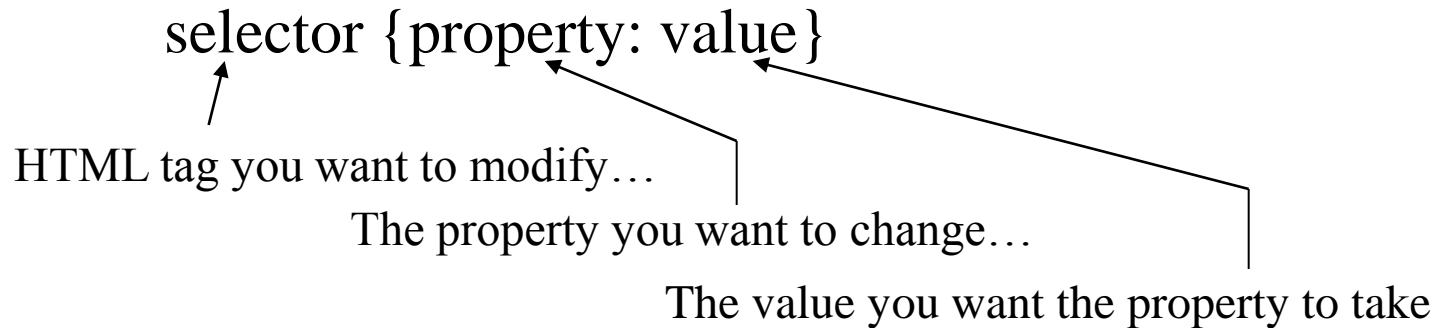 selector {property: value}
HTML tag you want to modify…
The property you want to change…
The value you want the property to take